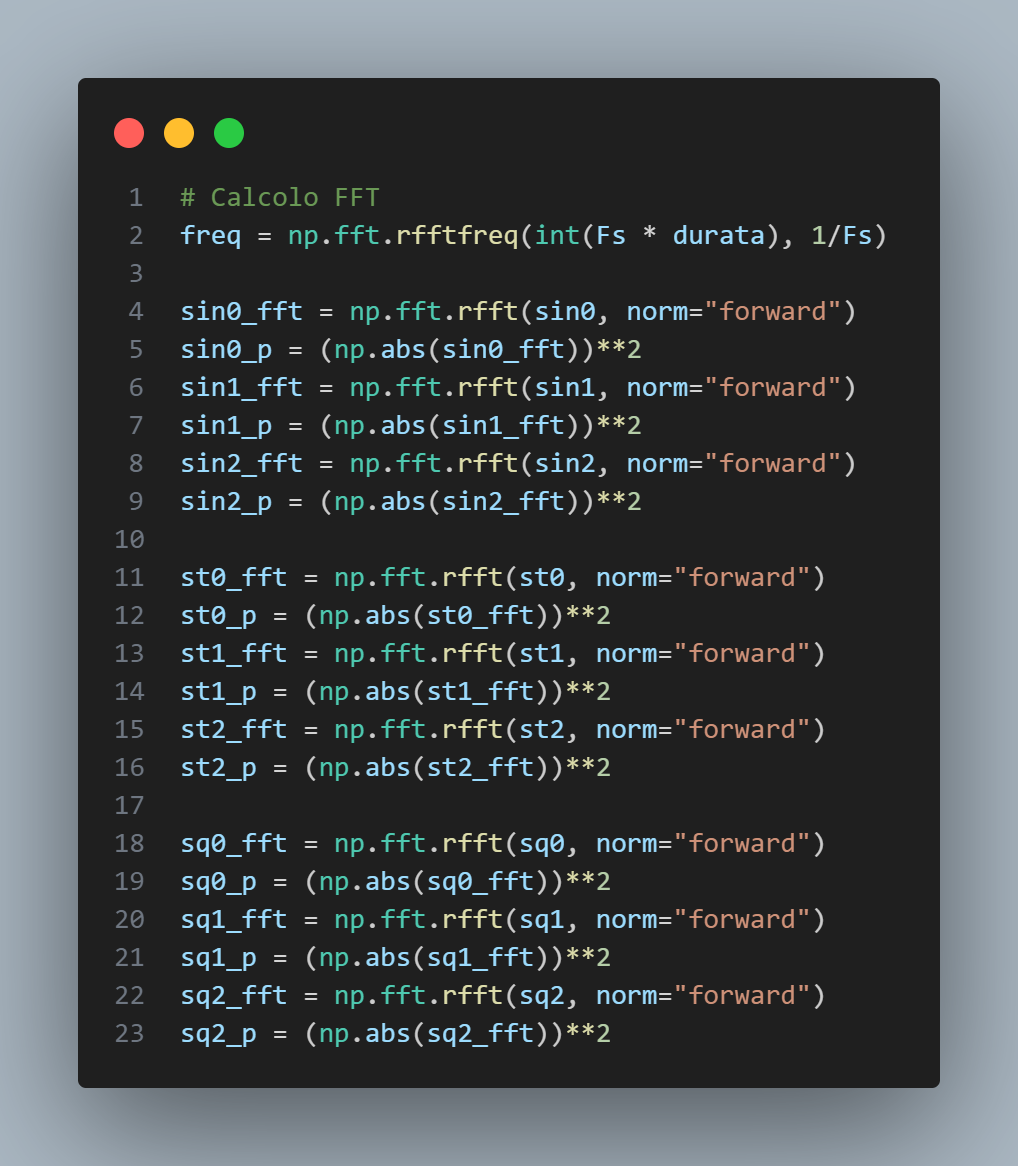 1 # Calcolo FFT
2 freq = np.fft.rfftfreq(int(Fs * durata), 1/Fs)
3
4 sin0_fft = np.fft.rfft(sin0, norm="forward")
5 sin0_p = (np.abs(sin0_fft))**2
6 sin1_fft = np.fft.rfft(sin1, norm="forward")
7 sin1_p = (np.abs(sin1_fft))**2
8 sin2_fft = np.fft.rfft(sin2, norm="forward")
9 sin2_p = (np.abs(sin2_fft))**2
10
11 st0_fft = np.fft.rfft(st0, norm="forward")
12 st0_p = (np.abs(st0_fft))**2
13 st1_fft = np.fft.rfft(st1, norm="forward")
14 st1_p = (np.abs(st1_fft))**2
15 st2_fft = np.fft.rfft(st2, norm="forward")
16 st2_p = (np.abs(st2_fft))**2
17
18 sq0_fft = np.fft.rfft(sq0, norm="forward")
19 sq0_p = (np.abs(sq0_fft))**2
20 sq1_fft = np.fft.rfft(sq1, norm="forward")
21 sq1_p = (np.abs(sq1_fft))**2
22 sq2_fft = np.fft.rfft(sq2, norm="forward")
23 sq2_p = (np.abs(sq2_fft))**2